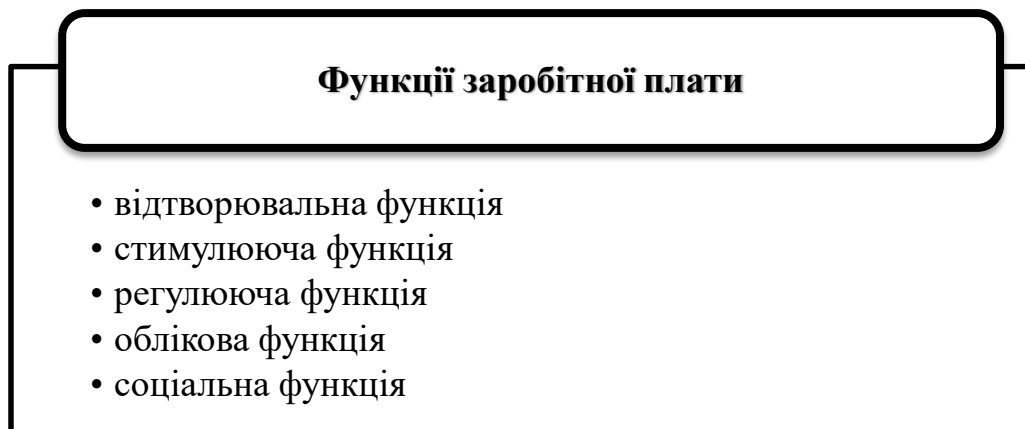 Функції заробітної плати
• відтворювальна функція
• стимулююча функція
• регулююча функція
• облікова функція
• соціальна функція